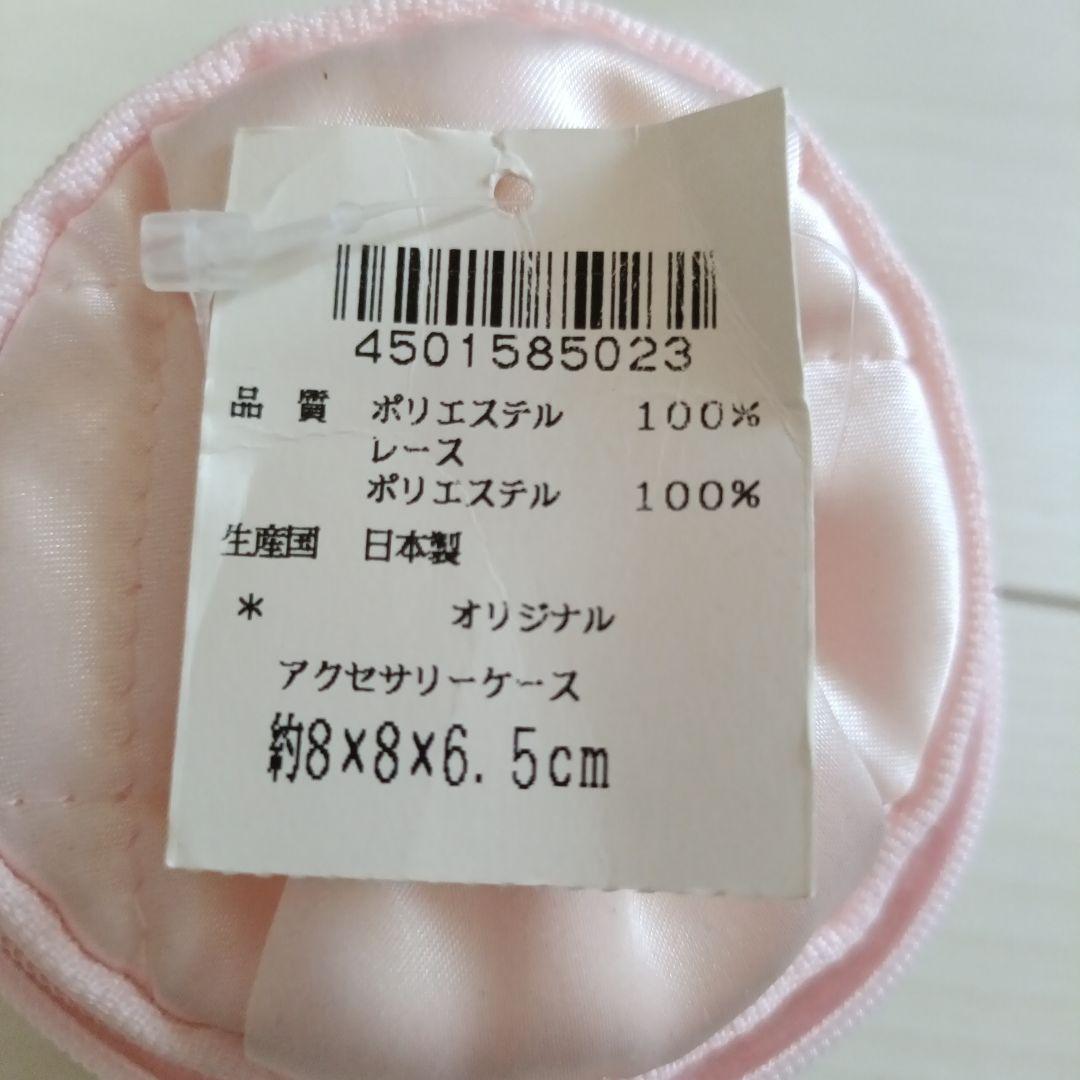 4501585023
品　質　ポリエステル　100%
レース
ポリエステル　100%
生産国　日本製
＊　オリジナル
アクセサリーケース
約8×8×6.5cm